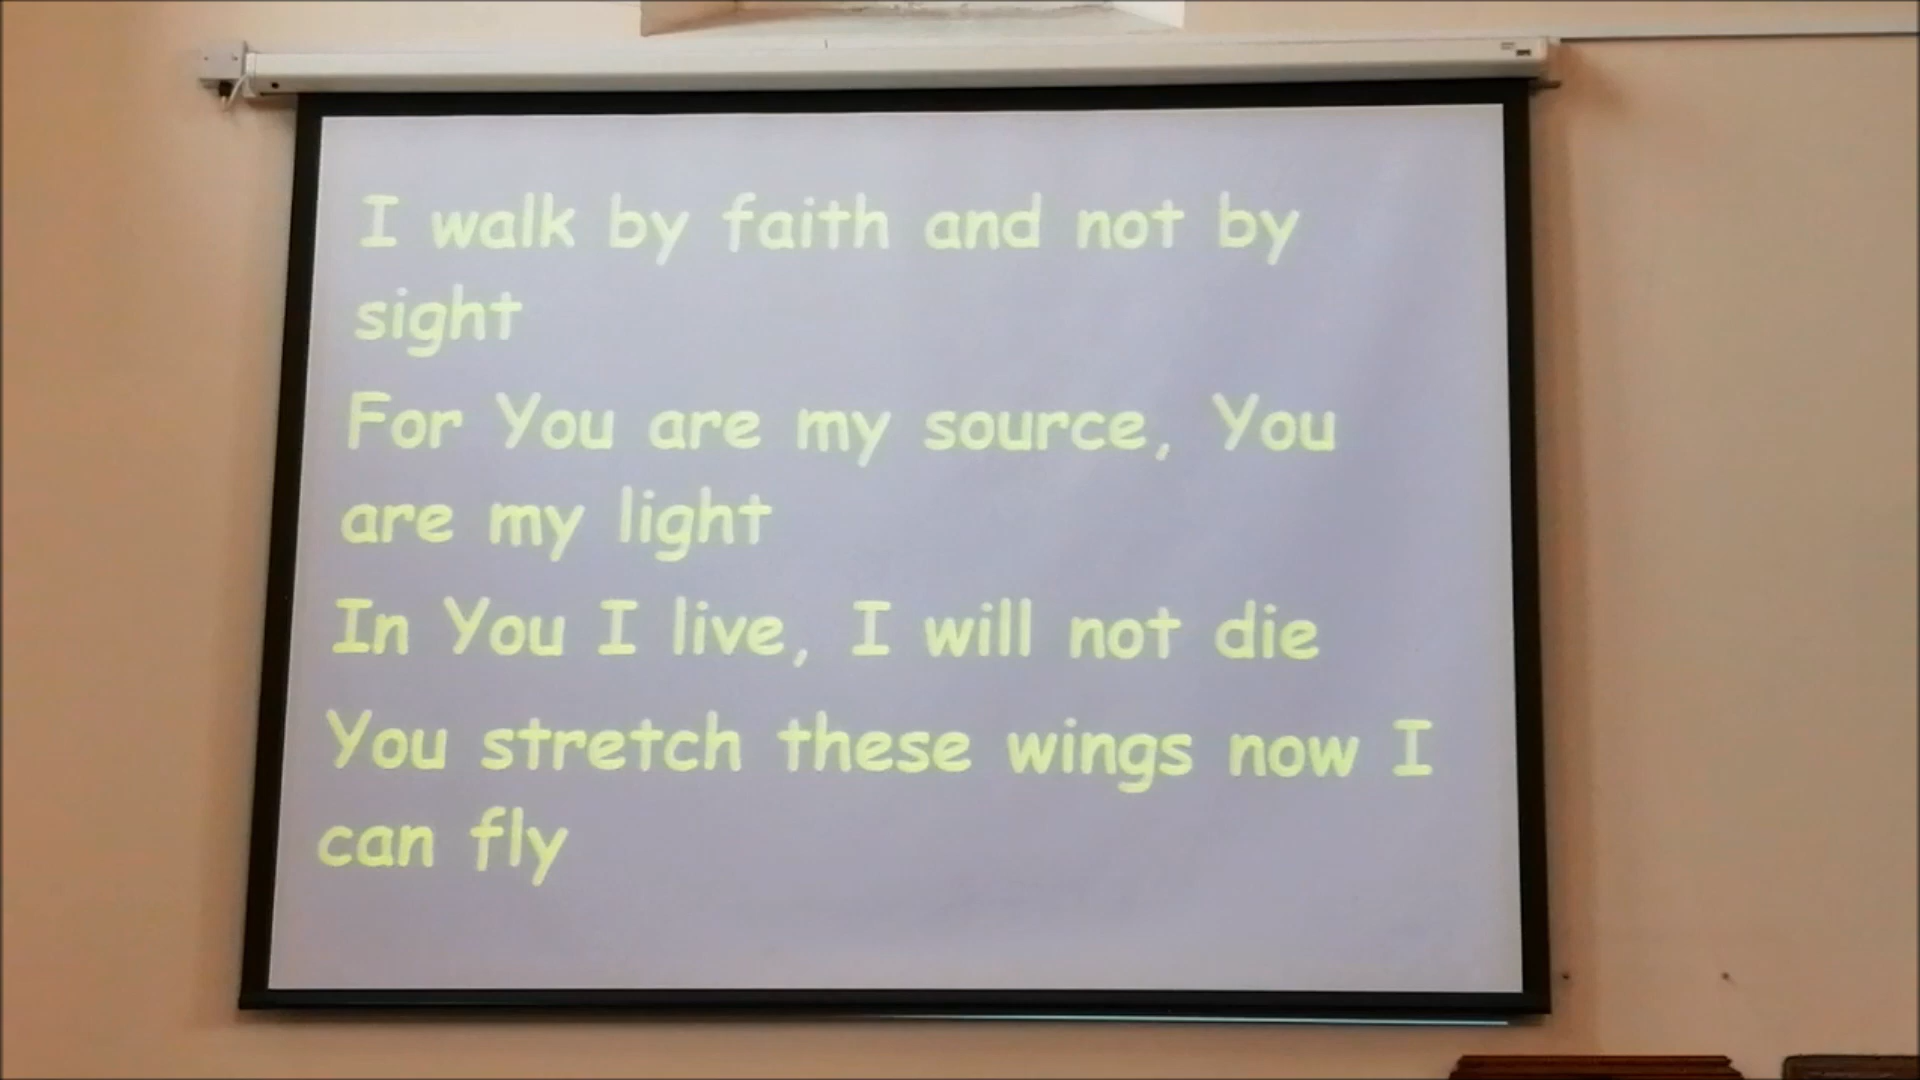 I walk by faith and not by
sight
For You are my source, You
are my light
In You I live, I will not die
You stretch these wings now I
can fly